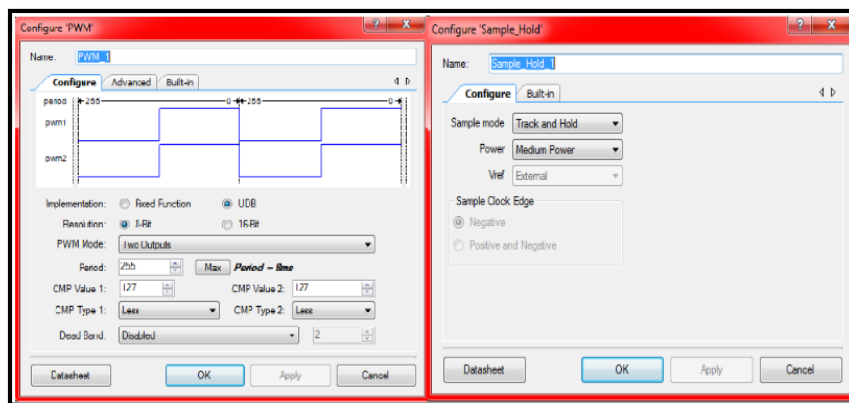 Configure 'PWM'
Name: PWM_1
Configure Advanced Built-in
period 255 0 255 0
pwm1
pwm2
Implementation: Fixed Function UDB
Resolution: 8-Bit 16-Bit
PWM Mode: Two Outputs
Period: 255 Max Period = 8ms
CMP Value 1: 127 CMP Value 2: 127
CMP Type 1: Less CMP Type 2: Less
Dead Band: Disabled 2
Datasheet OK Apply Cancel
Configure 'Sample_Hold'
Name: Sample_Hold_1
Configure Built-in
Sample mode Track and Hold
Power Medium Power
Vref External
Sample Clock Edge
Negative
Positive and Negative
Datasheet OK Apply Cancel